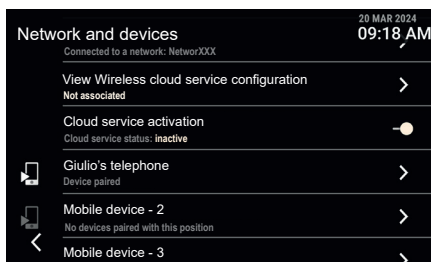 20 MAR 2024
Network and devices
09:18 AM
Connected to a network: NetworXXX
View Wireless cloud service configuration
Not associated
Cloud service activation
Cloud service status: inactive
Giulio's telephone
Device paired
Mobile device - 2
No devices paired with this position
Mobile device - 3